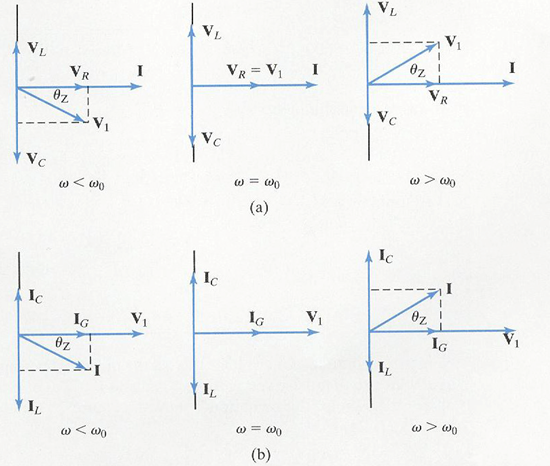 V_L
V_R
I
θ_Z
V_1
V_C
ω < ω_0
V_L
V_R = V_1
I
V_C
ω = ω_0
V_L
V_1
θ_Z
I
V_R
V_C
ω > ω_0
(a)
I_C
I_G
V_1
θ_Z
I
I_L
ω < ω_0
I_C
I_G
V_1
I_L
ω = ω_0
I_C
I
θ_Z
I_G
V_1
I_L
ω > ω_0
(b)